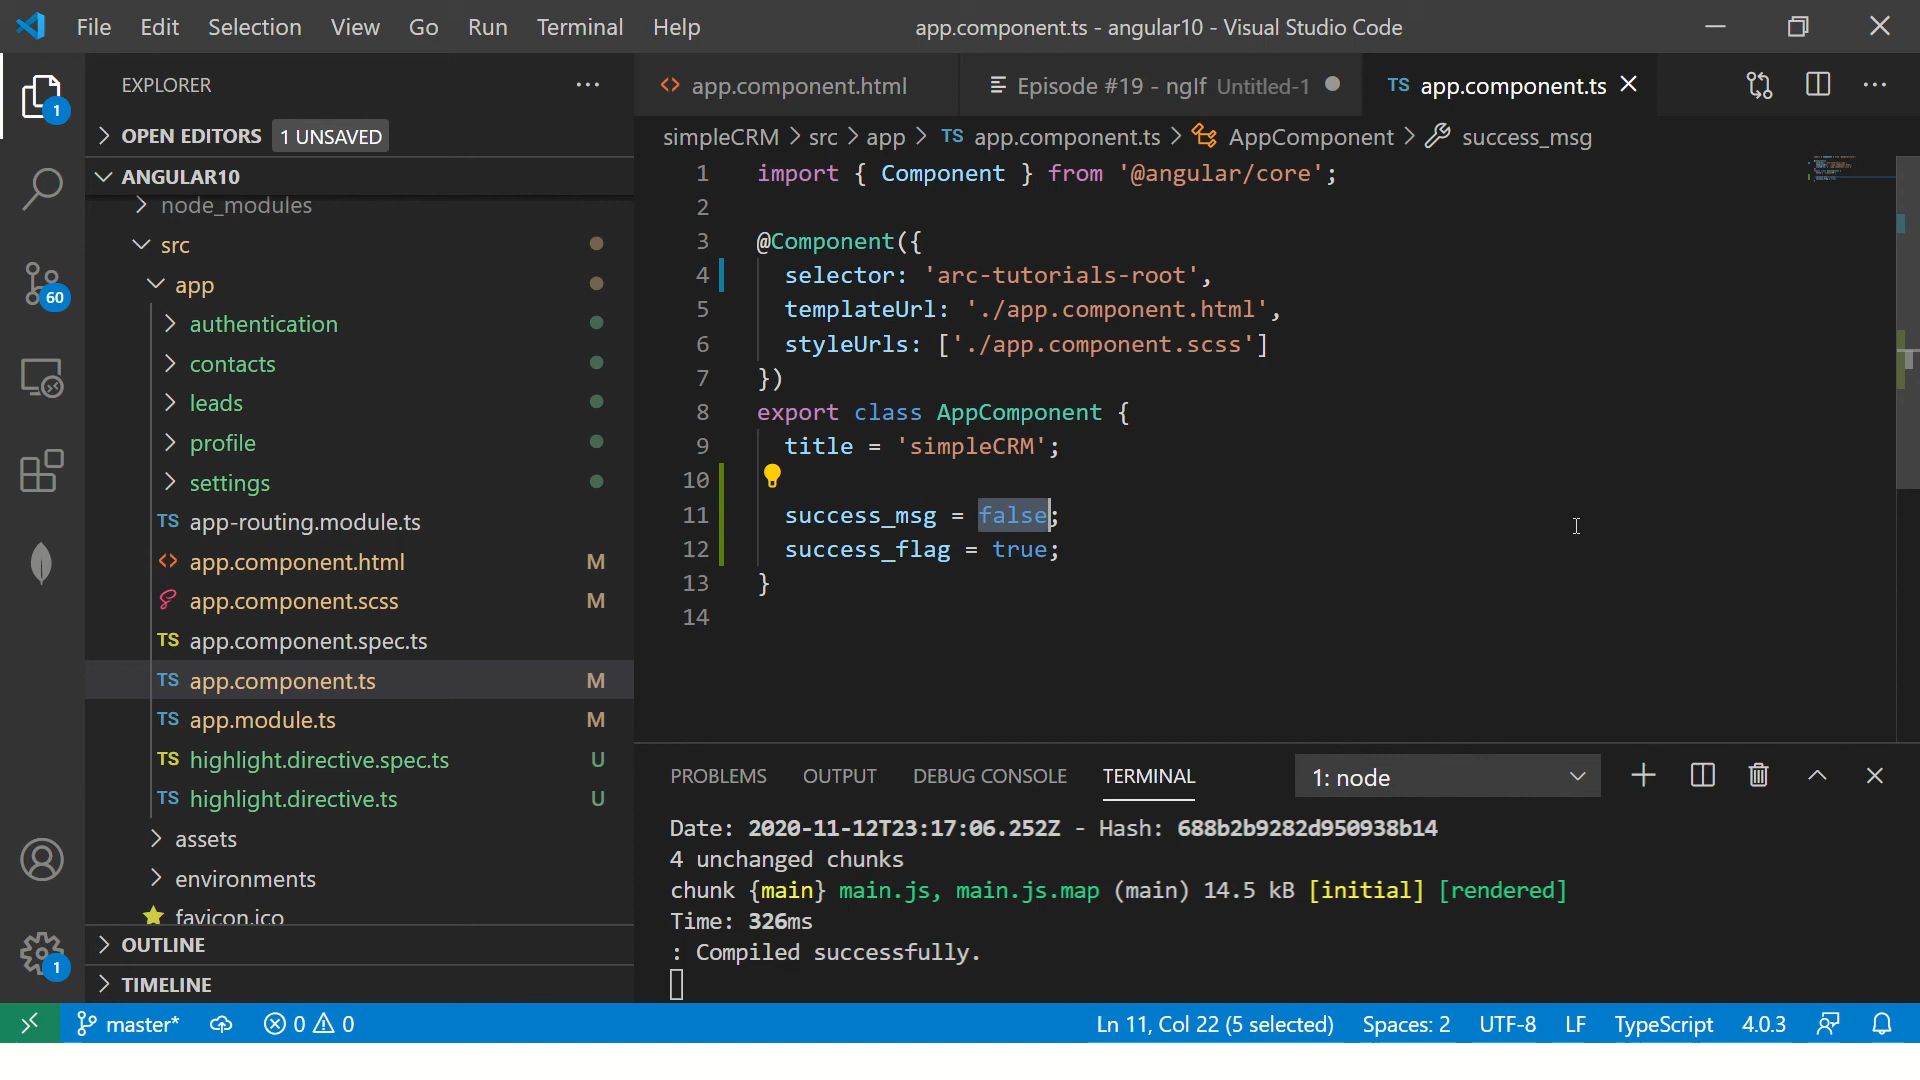 File Edit Selection View Go Run Terminal Help app.component.ts - angular10 - Visual Studio Code
EXPLORER
OPEN EDITORS 1 UNSAVED
ANGULAR10
node_modules
src
app
authentication
contacts
leads
profile
settings
TS app-routing.module.ts
<> app.component.html M
app.component.scss M
TS app.component.spec.ts
TS app.component.ts M
TS app.module.ts M
TS highlight.directive.spec.ts U
TS highlight.directive.ts U
assets
environments
favicon.ico
OUTLINE
TIMELINE
1
60
1
<> app.component.html Episode #19 - ngIf Untitled-1 TS app.component.ts
simpleCRM > src > app > TS app.component.ts > AppComponent > success_msg
1 import { Component } from '@angular/core';
2
3 @Component({
4 selector: 'arc-tutorials-root',
5 templateUrl: './app.component.html',
6 styleUrls: ['./app.component.scss']
7 })
8 export class AppComponent {
9 title = 'simpleCRM';
10
11 success_msg = false;
12 success_flag = true;
13 }
14
PROBLEMS OUTPUT DEBUG CONSOLE TERMINAL 1: node
Date: 2020-11-12T23:17:06.252Z - Hash: 688b2b9282d950938b14
4 unchanged chunks
chunk {main} main.js, main.js.map (main) 14.5 kB [initial] [rendered]
Time: 326ms
: Compiled successfully.
master* 0 0 Ln 11, Col 22 (5 selected) Spaces: 2 UTF-8 LF TypeScript 4.0.3